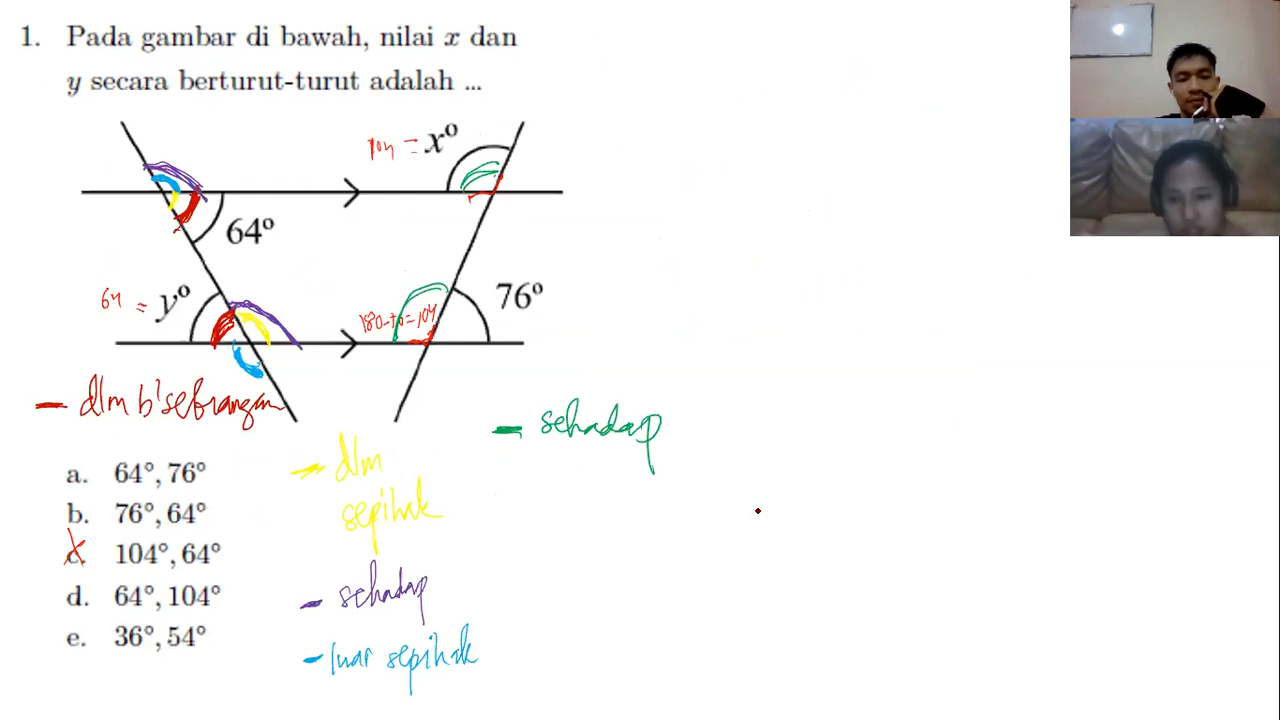 1. Pada gambar di bawah, nilai x dan
y secara berturut-turut adalah ...
104 = x°
64°
64 = y°
76°
180-76=104
- dlm b'sebrangan
- sehadap
a. 64°, 76°
b. 76°, 64°
c. 104°, 64°
d. 64°, 104°
e. 36°, 54°
- dlm
sepihak
- sehadap
- luar sepihak